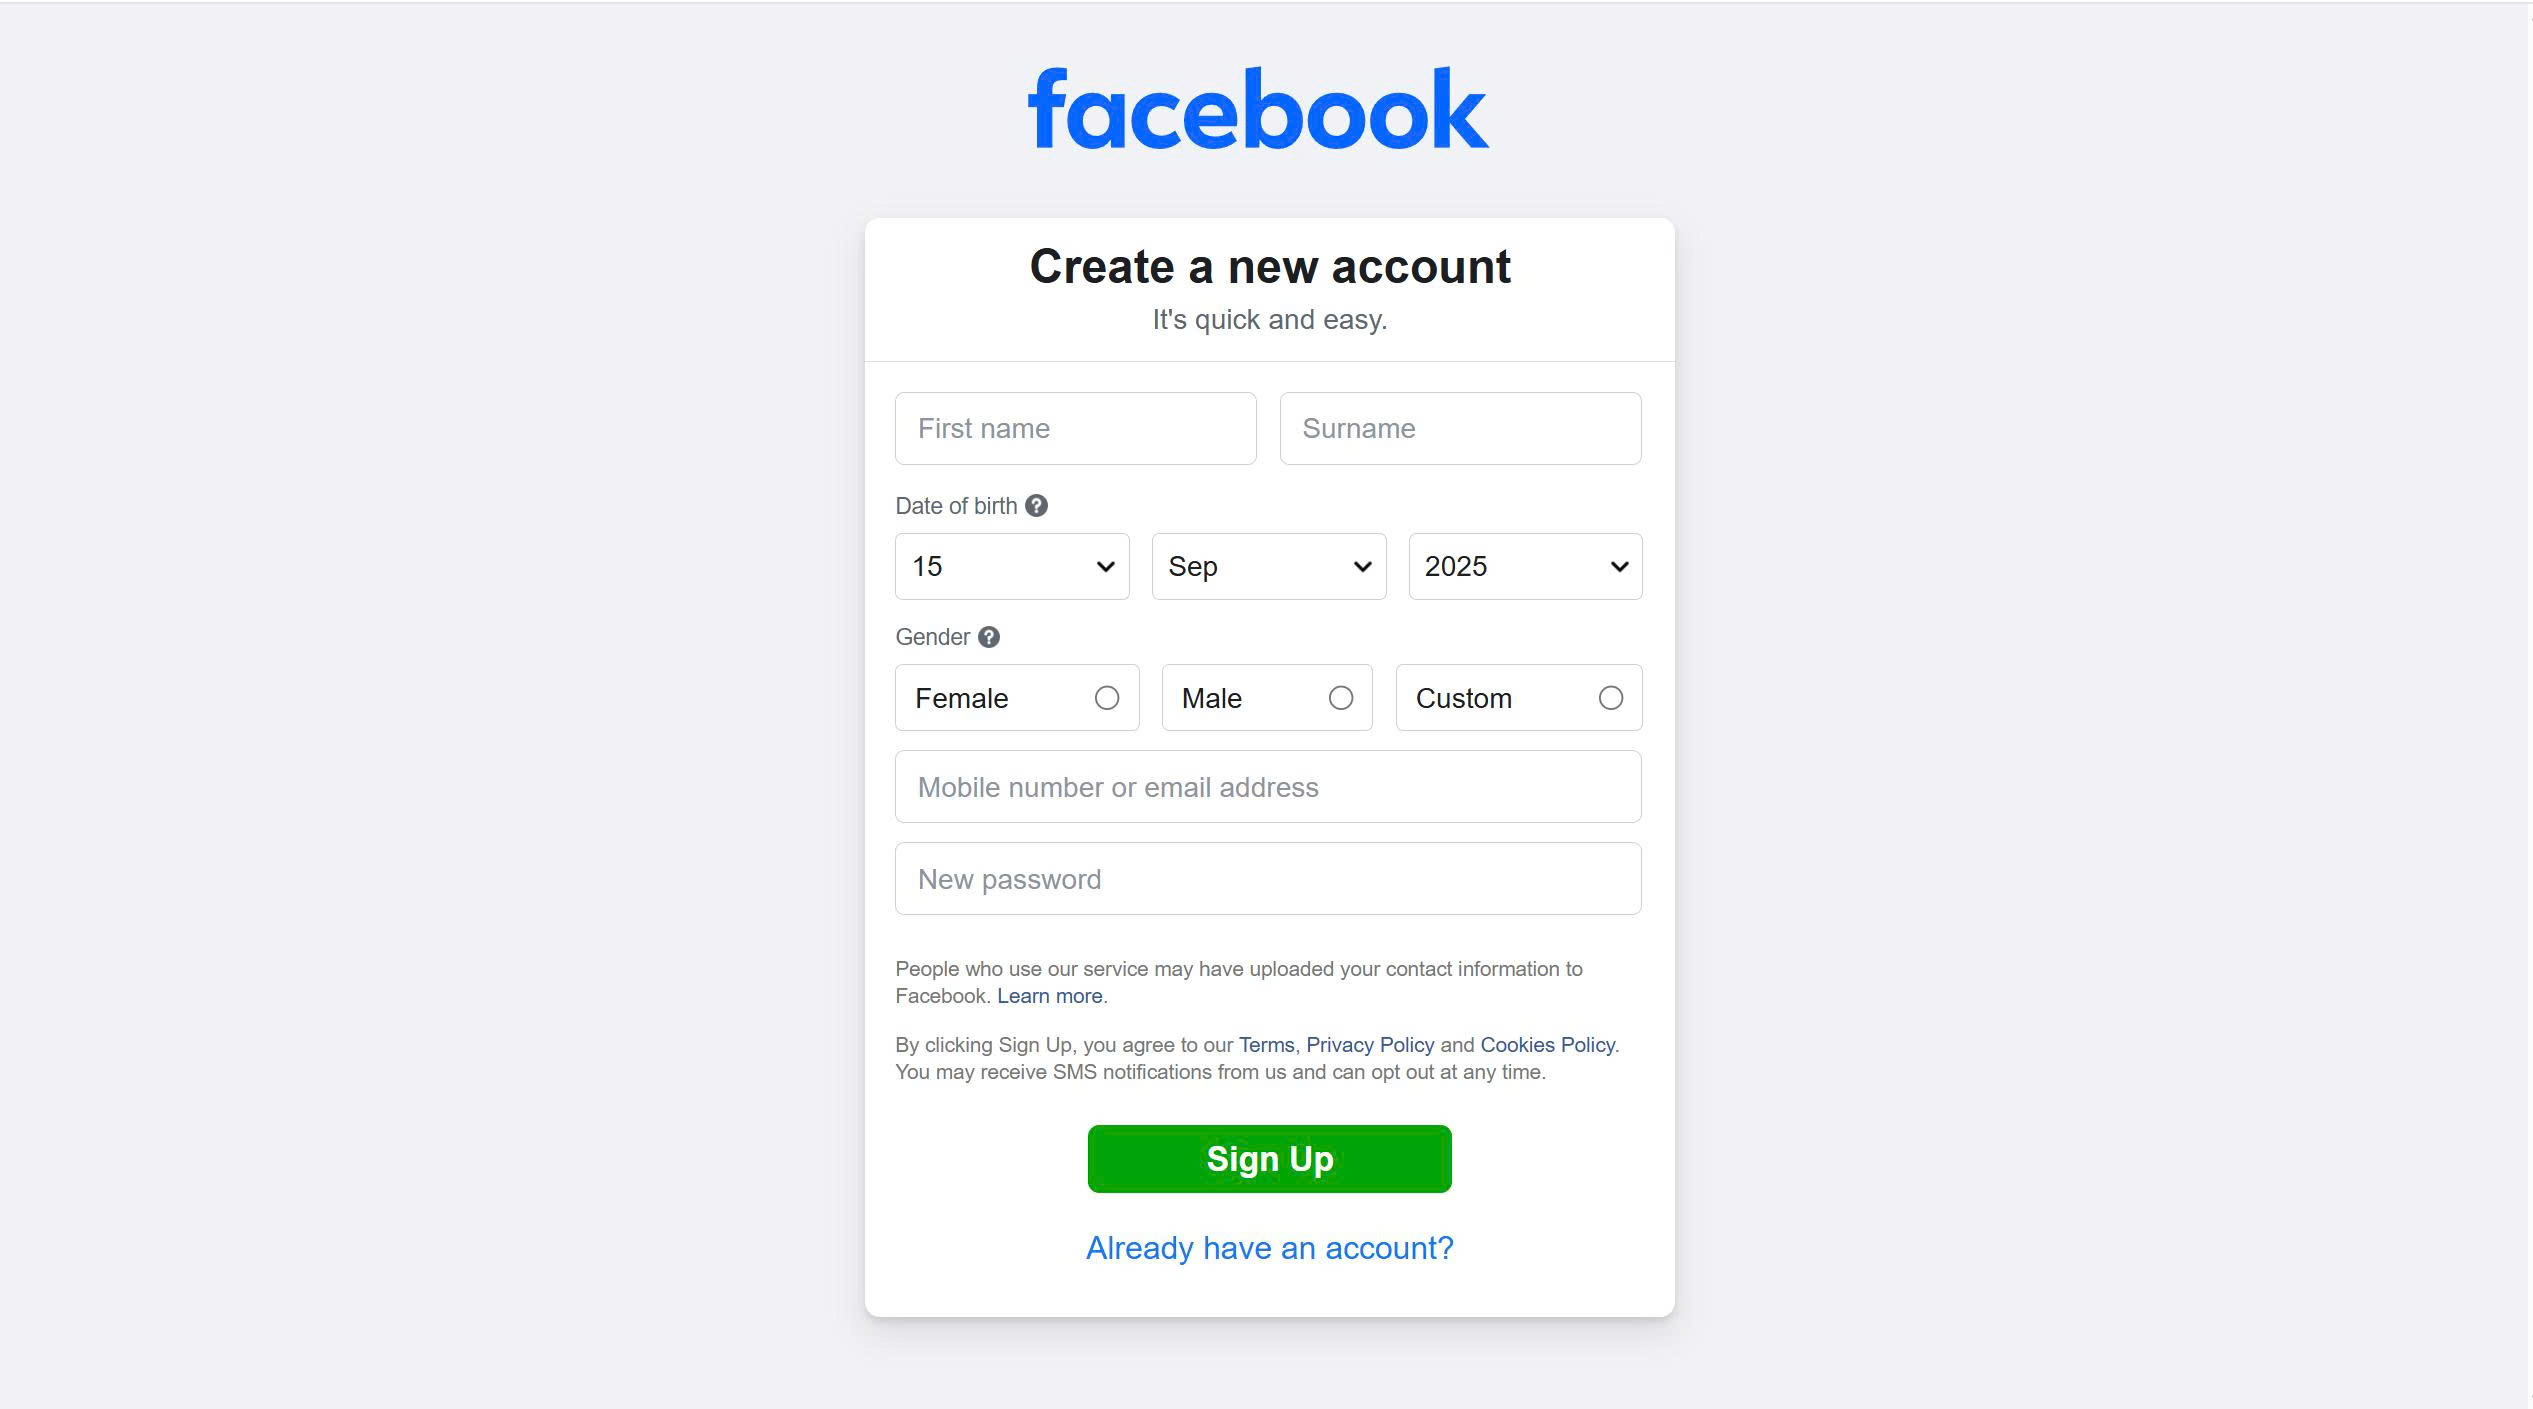 facebook
Create a new account
It's quick and easy.
First name Surname
Date of birth ?
15 Sep 2025
Gender ?
Female Male Custom
Mobile number or email address
New password
People who use our service may have uploaded your contact information to
Facebook. Learn more.
By clicking Sign Up, you agree to our Terms, Privacy Policy and Cookies Policy.
You may receive SMS notifications from us and can opt out at any time.
Sign Up
Already have an account?